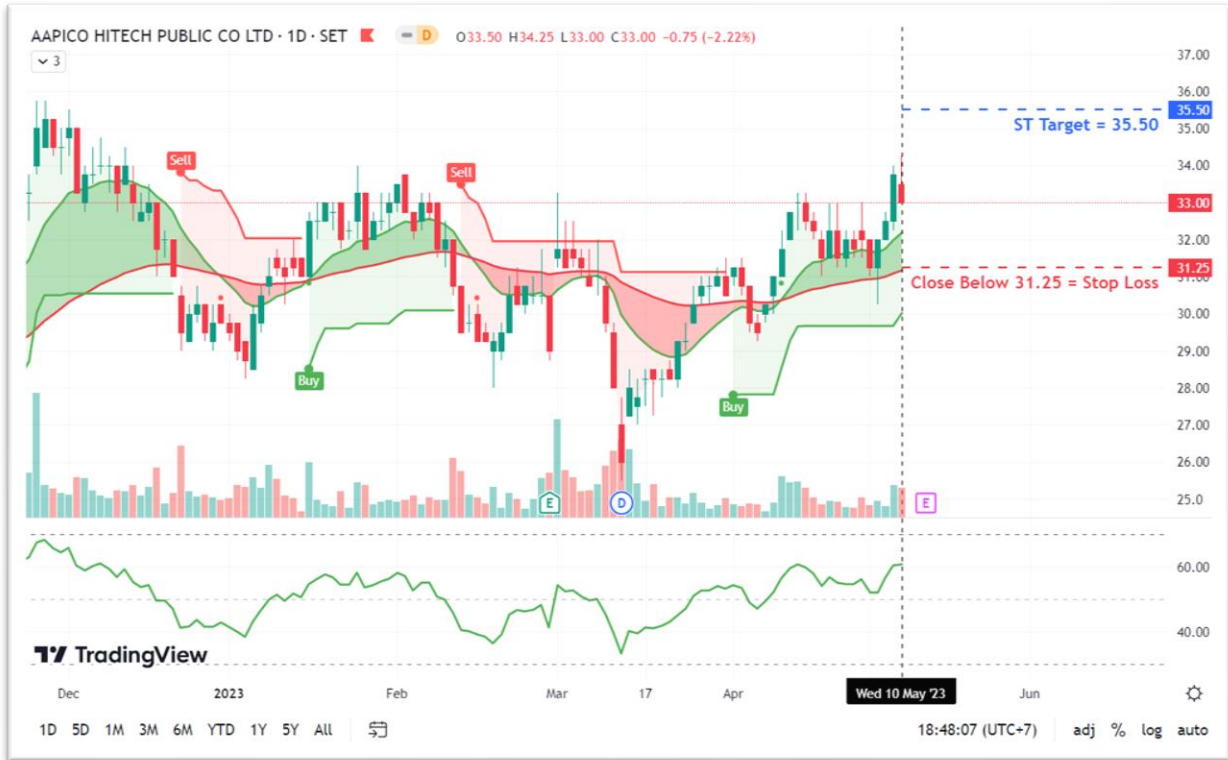 AAPICO HITECH PUBLIC CO LTD · 1D · SET D O33.50 H34.25 L33.00 C33.00 −0.75 (−2.22%)
3
37.00
36.00
35.50
ST Target = 35.50
35.00
Sell
Sell
34.00
33.00
32.00
31.25
Close Below 31.25 = Stop Loss
30.00
29.00
Buy
28.00
Buy
27.00
26.00
25.0
E
D
E
60.00
40.00
TradingView
Dec 2023 Feb Mar 17 Apr Wed 10 May '23 Jun
1D 5D 1M 3M 6M YTD 1Y 5Y All 18:48:07 (UTC+7) adj % log auto